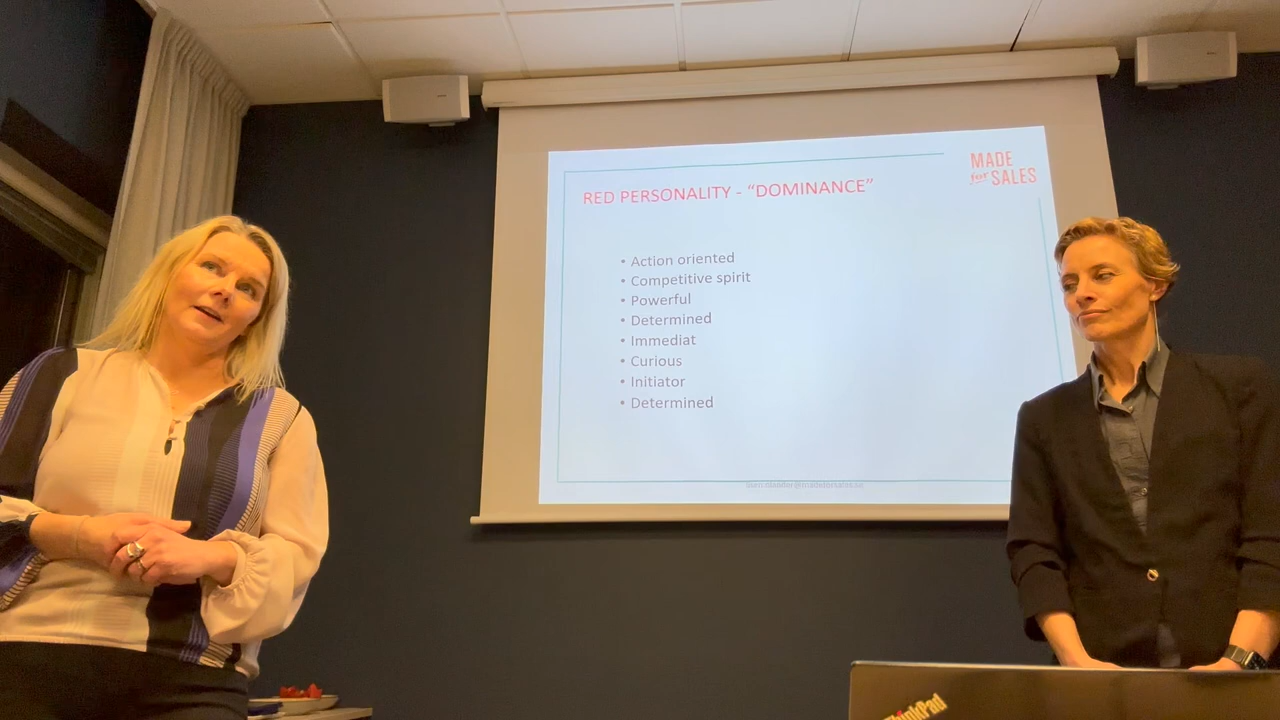 MADE
for SALES
RED PERSONALITY - “DOMINANCE”
• Action oriented
• Competitive spirit
• Powerful
• Determined
• Immediat
• Curious
• Initiator
• Determined
ThinkPad